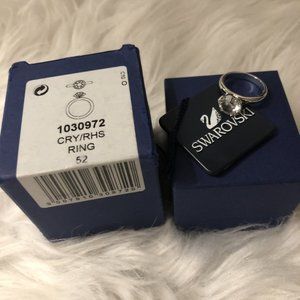 1030972
CRY/RHS
RING
52
SWAROVSKI